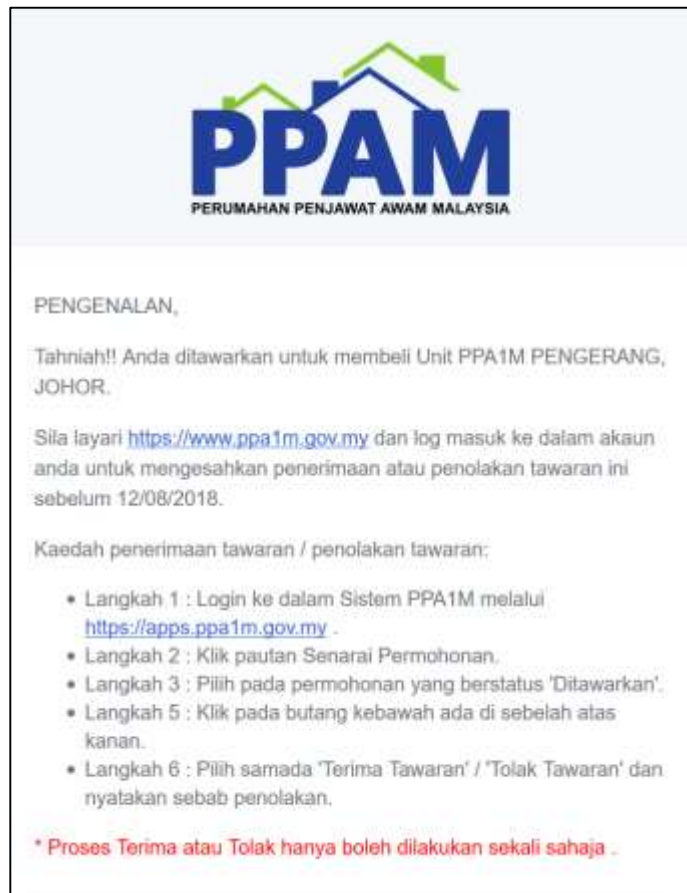 PPAM
PERUMAHAN PENJAWAT AWAM MALAYSIA
PENGENALAN,
Tahniah!! Anda ditawarkan untuk membeli Unit PPA1M PENGERANG,
JOHOR.
Sila layari https://www.ppa1m.gov.my dan log masuk ke dalam akaun
anda untuk mengesahkan penerimaan atau penolakan tawaran ini
sebelum 12/08/2018.
Kaedah penerimaan tawaran / penolakan tawaran:
• Langkah 1 : Login ke dalam Sistem PPA1M melalui
https://apps.ppa1m.gov.my .
• Langkah 2 : Klik pautan Senarai Permohonan.
• Langkah 3 : Pilih pada permohonan yang berstatus 'Ditawarkan'.
• Langkah 5 : Klik pada butang kebawah ada di sebelah atas
kanan.
• Langkah 6 : Pilih samada 'Terima Tawaran' / 'Tolak Tawaran' dan
nyatakan sebab penolakan.
* Proses Terima atau Tolak hanya boleh dilakukan sekali sahaja .